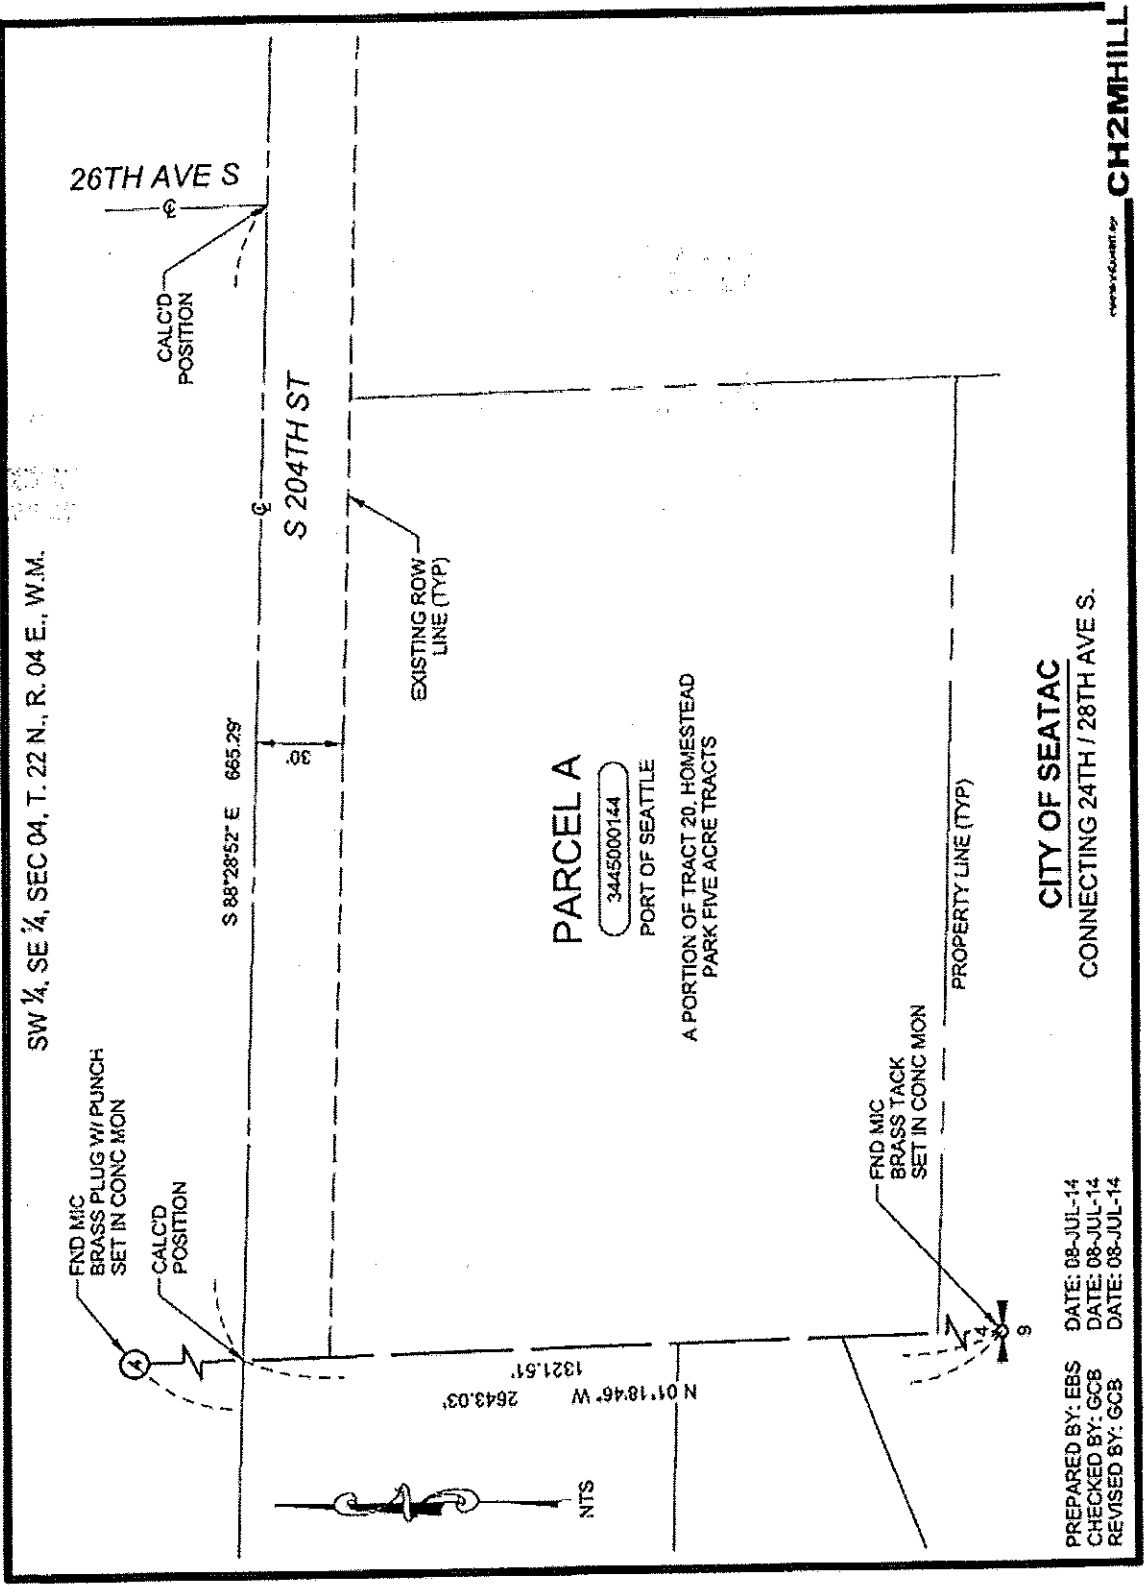 SW ¼, SE ¼, SEC 04, T. 22 N., R. 04 E., W.M.
FND MIC
BRASS PLUG W/ PUNCH
SET IN CONC MON
CALC'D
POSITION
26TH AVE S
CALC'D
POSITION
S 88°28'52" E 665.29'
S 204TH ST
30'
EXISTING ROW
LINE (TYP)
N 01°18'46" W
1321.51'
2643.03'
NTS
PARCEL A
3445000144
PORT OF SEATTLE
A PORTION OF TRACT 20, HOMESTEAD
PARK FIVE ACRE TRACTS
FND MIC
BRASS TACK
SET IN CONC MON
4
9
PROPERTY LINE (TYP)
PREPARED BY: EBS DATE: 08-JUL-14
CHECKED BY: GCB DATE: 08-JUL-14
REVISED BY: GCB DATE: 08-JUL-14
CITY OF SEATAC
CONNECTING 24TH / 28TH AVE S.
CH2MHILL